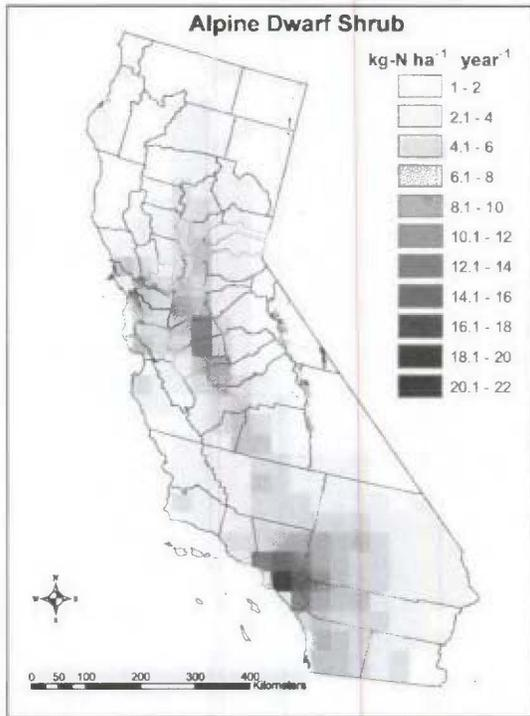 Alpine Dwarf Shrub
kg-N ha⁻¹ year⁻¹
1 - 2
2.1 - 4
4.1 - 6
6.1 - 8
8.1 - 10
10.1 - 12
12.1 - 14
14.1 - 16
16.1 - 18
18.1 - 20
20.1 - 22
N
W E
S
0 50 100 200 300 400
Kilometers